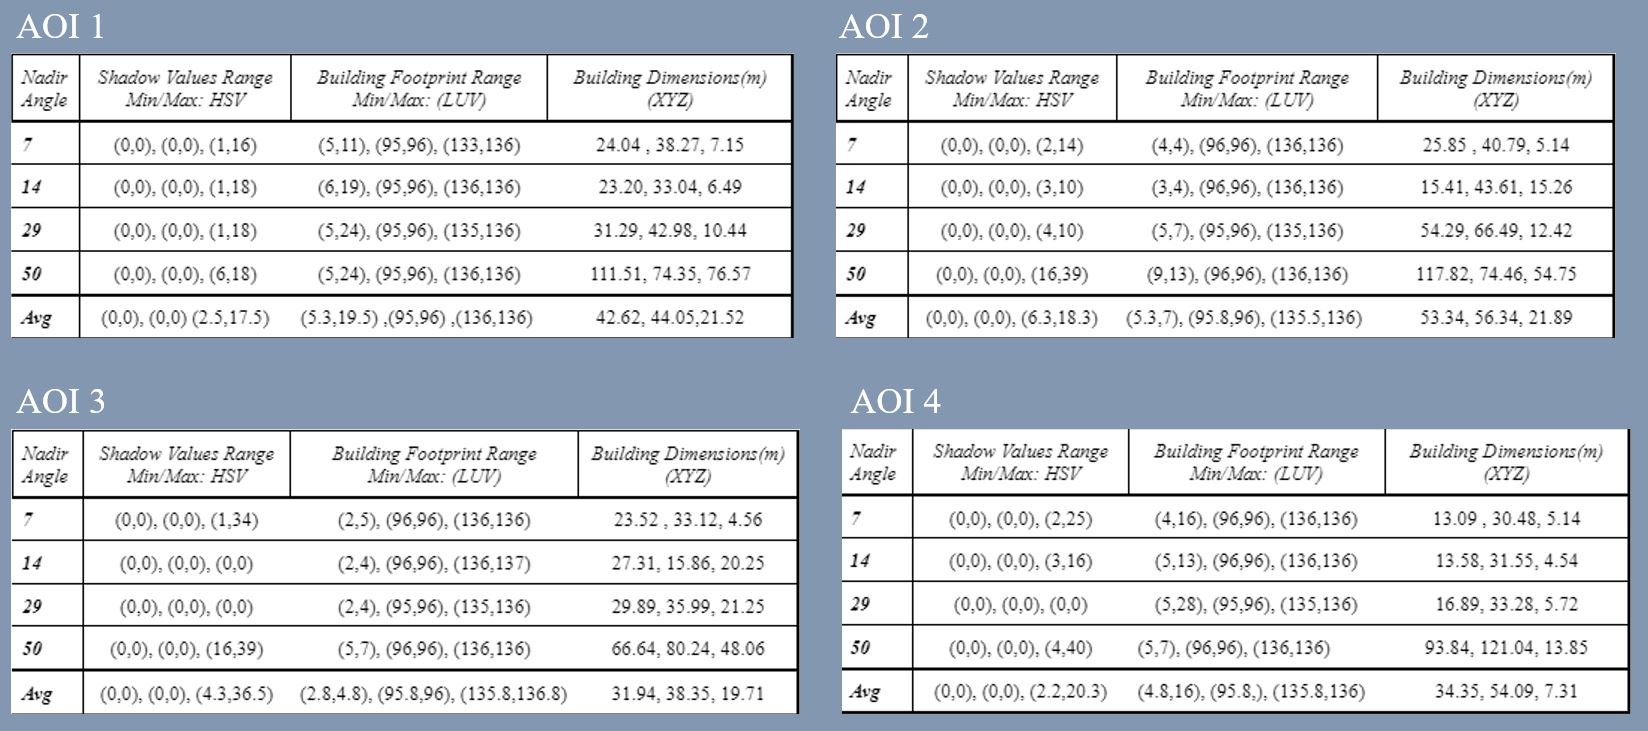 AOI 1
Nadir Angle | Shadow Values Range Min/Max: HSV | Building Footprint Range Min/Max: (LUV) | Building Dimensions(m) (XYZ)
7 | (0,0), (0,0), (1,16) | (5,11), (95,96), (133,136) | 24.04 , 38.27, 7.15
14 | (0,0), (0,0), (1,18) | (6,19), (95,96), (136,136) | 23.20, 33.04, 6.49
29 | (0,0), (0,0), (1,18) | (5,24), (95,96), (135,136) | 31.29, 42.98, 10.44
50 | (0,0), (0,0), (6,18) | (5,24), (95,96), (136,136) | 111.51, 74.35, 76.57
Avg | (0,0), (0,0) (2.5,17.5) | (5.3,19.5) ,(95,96) ,(136,136) | 42.62, 44.05,21.52
AOI 2
Nadir Angle | Shadow Values Range Min/Max: HSV | Building Footprint Range Min/Max: (LUV) | Building Dimensions(m) (XYZ)
7 | (0,0), (0,0), (2,14) | (4,4), (96,96), (136,136) | 25.85 , 40.79, 5.14
14 | (0,0), (0,0), (3,10) | (3,4), (96,96), (136,136) | 15.41, 43.61, 15.26
29 | (0,0), (0,0), (4,10) | (5,7), (95,96), (135,136) | 54.29, 66.49, 12.42
50 | (0,0), (0,0), (16,39) | (9,13), (96,96), (136,136) | 117.82, 74.46, 54.75
Avg | (0,0), (0,0), (6.3,18.3) | (5.3,7), (95.8,96), (135.5,136) | 53.34, 56.34, 21.89
AOI 3
Nadir Angle | Shadow Values Range Min/Max: HSV | Building Footprint Range Min/Max: (LUV) | Building Dimensions(m) (XYZ)
7 | (0,0), (0,0), (1,34) | (2,5), (96,96), (136,136) | 23.52 , 33.12, 4.56
14 | (0,0), (0,0), (0,0) | (2,4), (96,96), (136,137) | 27.31, 15.86, 20.25
29 | (0,0), (0,0), (0,0) | (2,4), (95,96), (135,136) | 29.89, 35.99, 21.25
50 | (0,0), (0,0), (16,39) | (5,7), (96,96), (136,136) | 66.64, 80.24, 48.06
Avg | (0,0), (0,0), (4.3,36.5) | (2.8,4.8), (95.8,96), (135.8,136.8) | 31.94, 38.35, 19.71
AOI 4
Nadir Angle | Shadow Values Range Min/Max: HSV | Building Footprint Range Min/Max: (LUV) | Building Dimensions(m) (XYZ)
7 | (0,0), (0,0), (2,25) | (4,16), (96,96), (136,136) | 13.09 , 30.48, 5.14
14 | (0,0), (0,0), (3,16) | (5,13), (96,96), (136,136) | 13.58, 31.55, 4.54
29 | (0,0), (0,0), (0,0) | (5,28), (95,96), (135,136) | 16.89, 33.28, 5.72
50 | (0,0), (0,0), (4,40) | (5,7), (96,96), (136,136) | 93.84, 121.04, 13.85
Avg | (0,0), (0,0), (2.2,20.3) | (4.8,16), (95.8,), (135.8,136) | 34.35, 54.09, 7.31